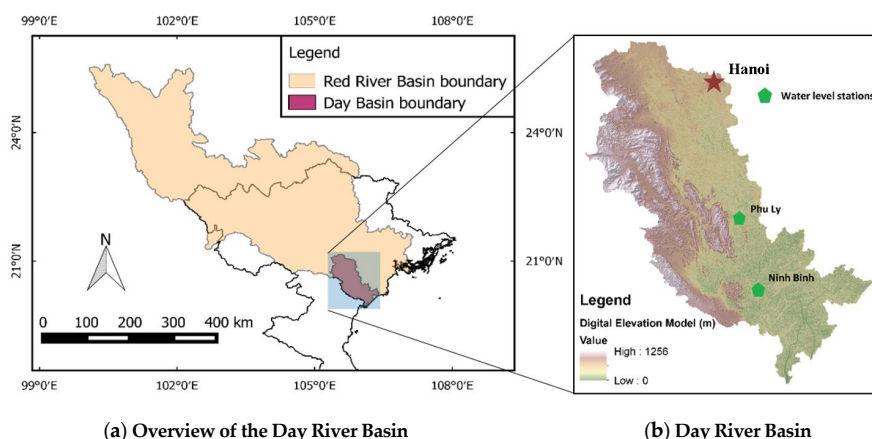 99°0'E
102°0'E
105°0'E
108°0'E
Legend
Red River Basin boundary
Day Basin boundary
24°0'N
24°0'N
N
21°0'N
21°0'N
0 100 200 300 400 km
99°0'E
102°0'E
105°0'E
108°0'E
(a) Overview of the Day River Basin
Hanoi
Water level stations
Phu Ly
Ninh Binh
Legend
Digital Elevation Model (m)
Value
High : 1256
Low : 0
(b) Day River Basin